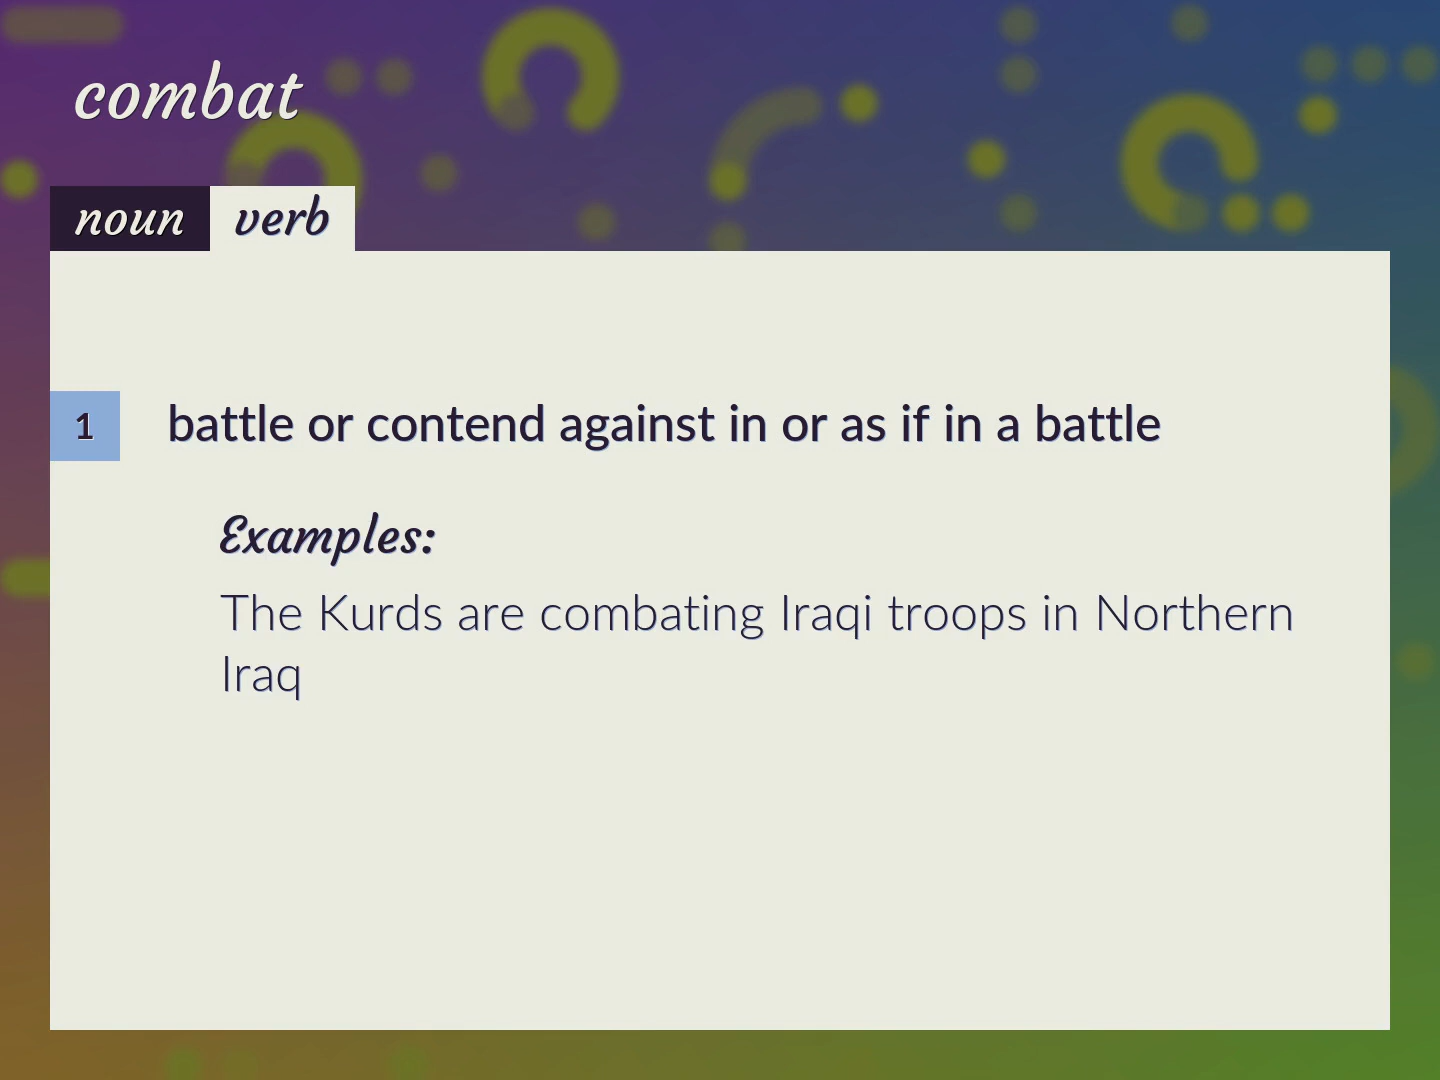 combat
noun verb
1 battle or contend against in or as if in a battle
Examples:
The Kurds are combating Iraqi troops in Northern
Iraq